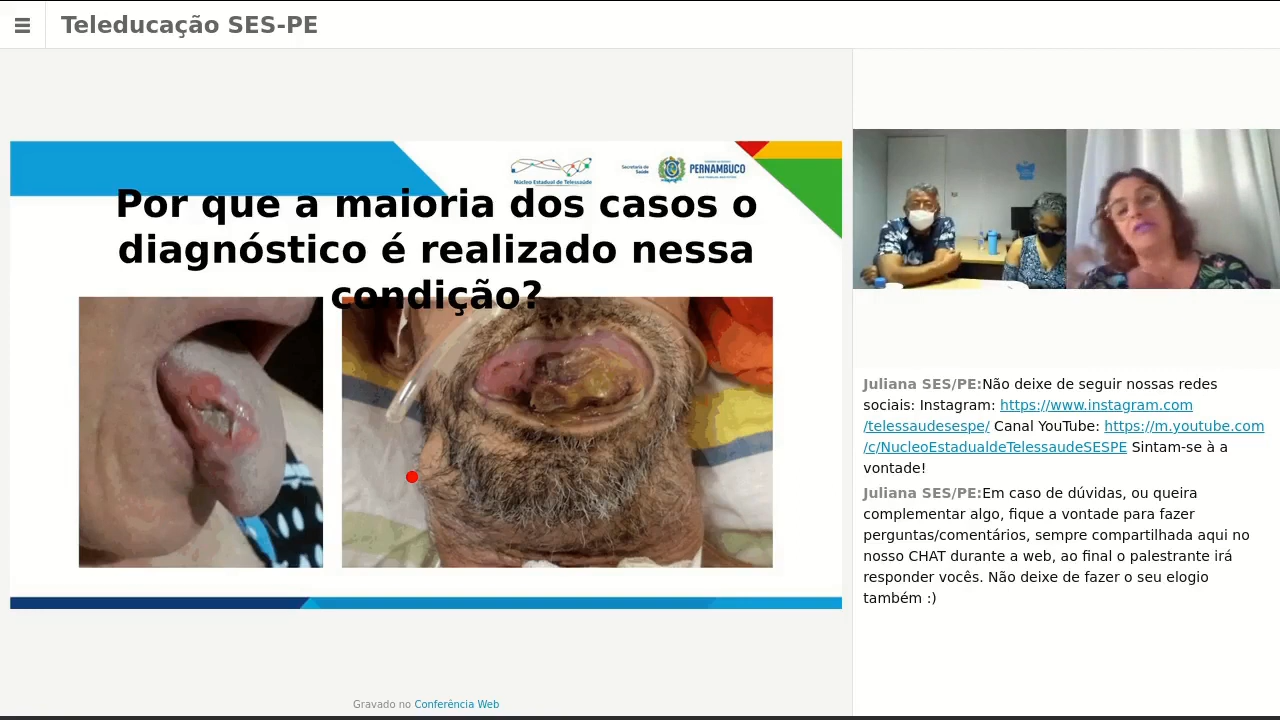 Teleducação SES-PE
Núcleo Estadual de Telessaúde
Secretaria de
Saúde
PERNAMBUCO
Por que a maioria dos casos o
diagnóstico é realizado nessa
condição?
Juliana SES/PE:Não deixe de seguir nossas redes
sociais: Instagram: https://www.instagram.com
/telessaudesespe/ Canal YouTube: https://m.youtube.com
/c/NucleoEstadualdeTelessaudeSESPE Sintam-se à a
vontade!
Juliana SES/PE:Em caso de dúvidas, ou queira
complementar algo, fique a vontade para fazer
perguntas/comentários, sempre compartilhada aqui no
nosso CHAT durante a web, ao final o palestrante irá
responder vocês. Não deixe de fazer o seu elogio
também :)
Gravado no Conferência Web